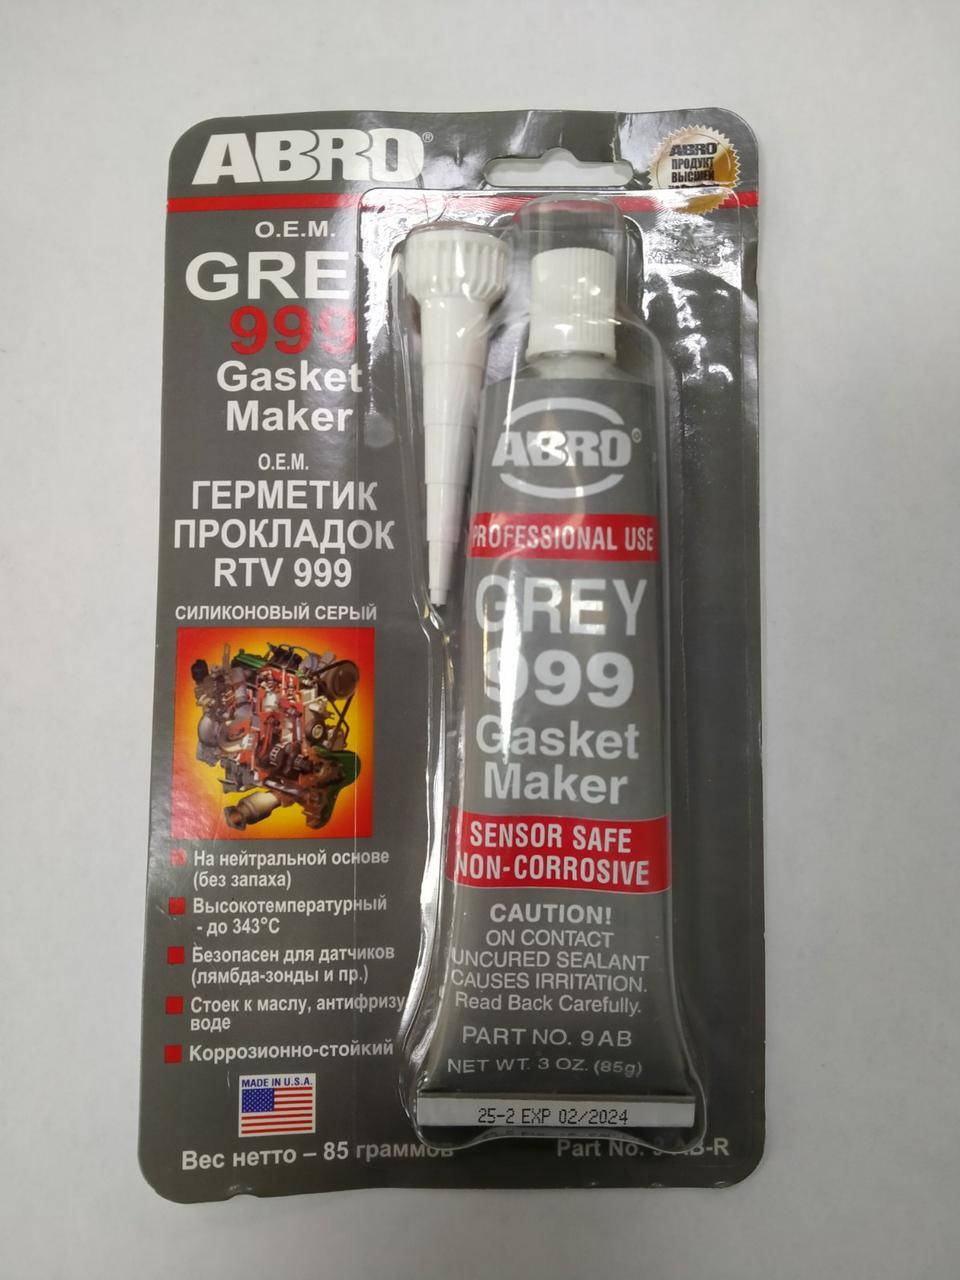 ABRO®
ABRO®
ПРОДУКТ
ВЫСШЕЙ
O.E.M.
GREY
999
Gasket
Maker
O.E.M.
ГЕРМЕТИК
ПРОКЛАДОК
RTV 999
СИЛИКОНОВЫЙ СЕРЫЙ
На нейтральной основе
(без запаха)
Высокотемпературный
- до 343°C
Безопасен для датчиков
(лямбда-зонды и пр.)
Стоек к маслу, антифризу
воде
Коррозионно-стойкий
MADE IN U.S.A.
Вес нетто – 85 граммов
Part No. 9-AB-R
ABRO®
PROFESSIONAL USE
GREY
999
Gasket
Maker
SENSOR SAFE
NON-CORROSIVE
CAUTION!
ON CONTACT
UNCURED SEALANT
CAUSES IRRITATION.
Read Back Carefully.
PART NO. 9AB
NET WT. 3 OZ. (85g)
25-2 EXP 02/2024